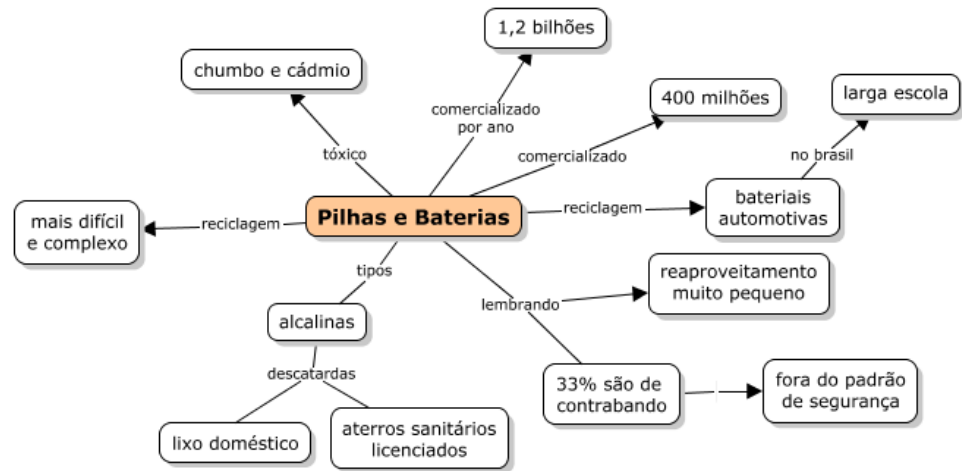 1,2 bilhões
chumbo e cádmio
400 milhões
larga escola
comercializado
por ano
tóxico
comercializado
no brasil
mais difícil
e complexo
reciclagem
Pilhas e Baterias
reciclagem
bateriais
automotivas
tipos
lembrando
reaproveitamento
muito pequeno
alcalinas
descatardas
33% são de
contrabando
fora do padrão
de segurança
lixo doméstico
aterros sanitários
licenciados